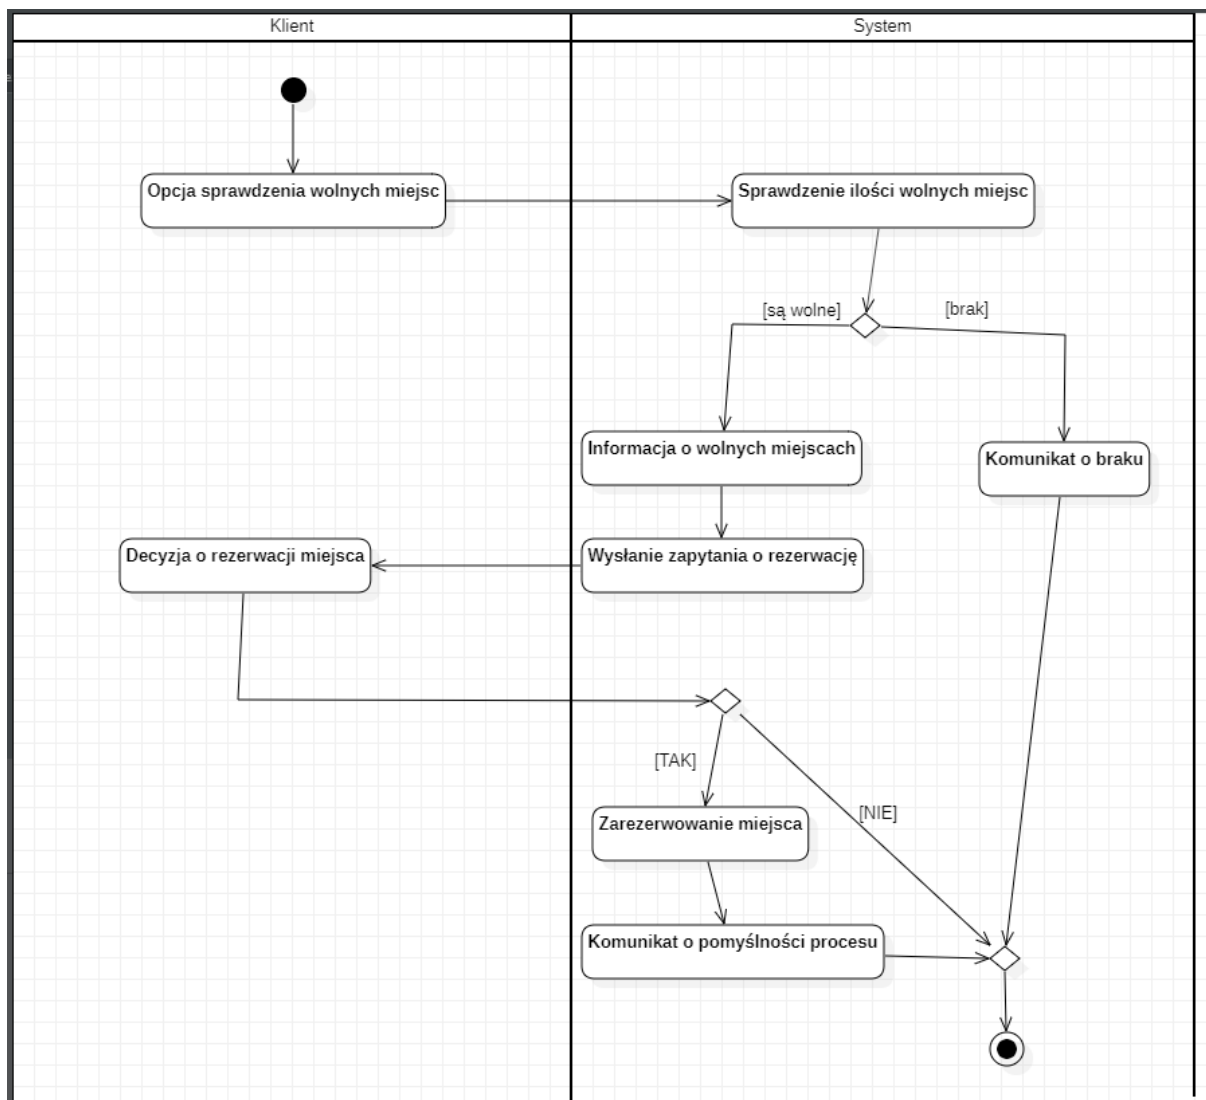 Klient
System
Opcja sprawdzenia wolnych miejsc
Sprawdzenie ilości wolnych miejsc
[są wolne]
[brak]
Informacja o wolnych miejscach
Komunikat o braku
Decyzja o rezerwacji miejsca
Wysłanie zapytania o rezerwację
[TAK]
[NIE]
Zarezerwowanie miejsca
Komunikat o pomyślności procesu